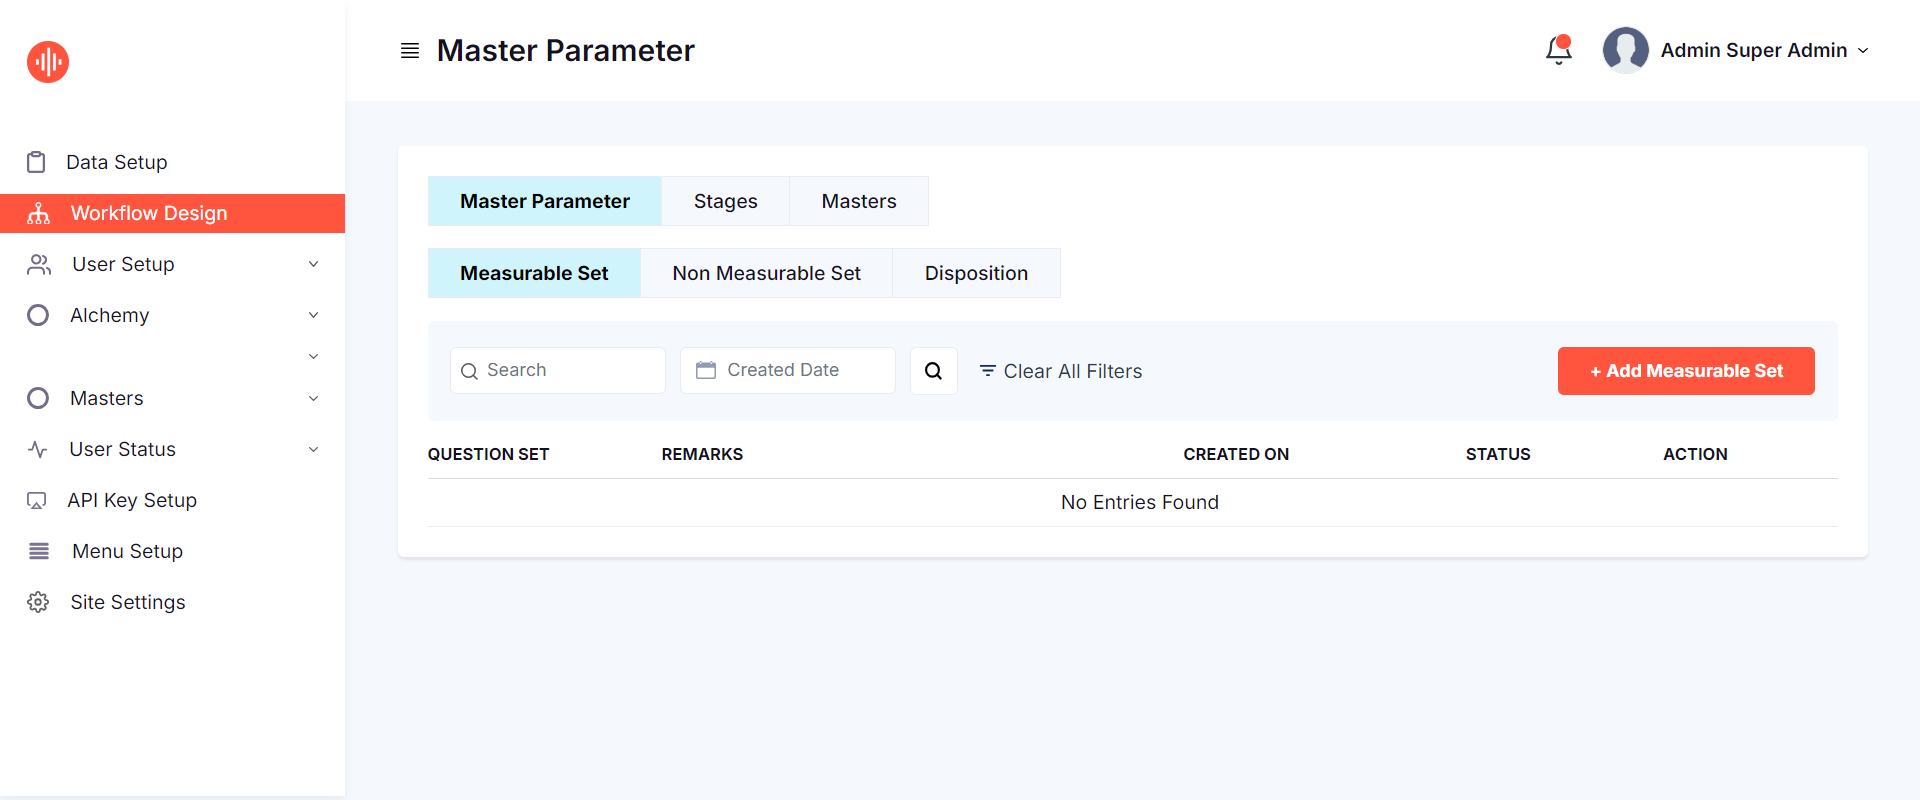 Master Parameter
Admin Super Admin
Data Setup
Workflow Design
User Setup
Alchemy
Masters
User Status
API Key Setup
Menu Setup
Site Settings
Master Parameter Stages Masters
Measurable Set Non Measurable Set Disposition
Search Created Date Clear All Filters + Add Measurable Set
QUESTION SET REMARKS CREATED ON STATUS ACTION
No Entries Found